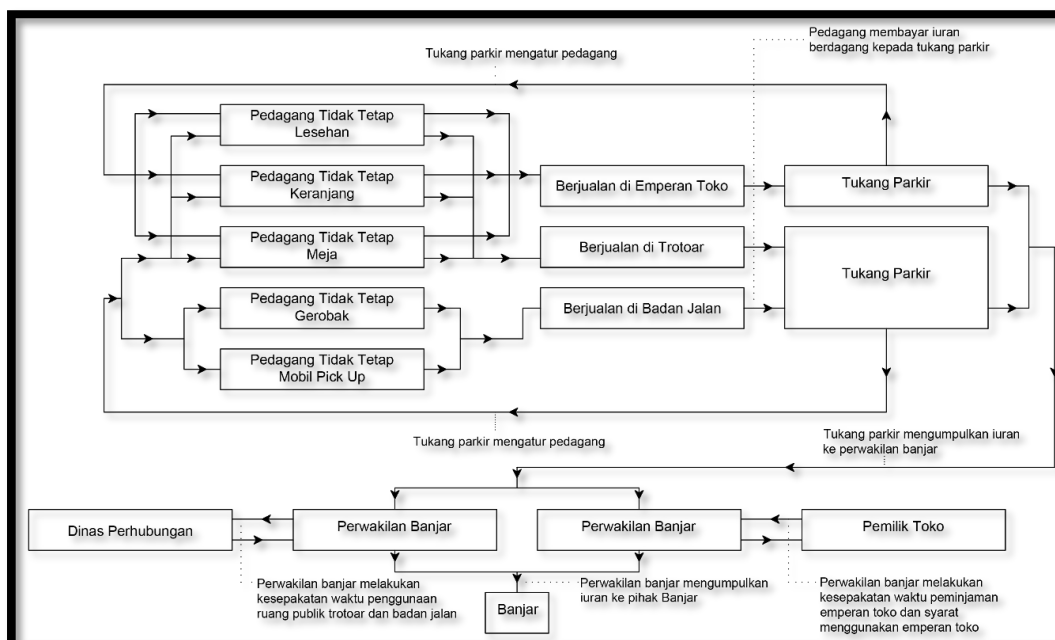 Pedagang membayar iuran
berdagang kepada tukang parkir
Tukang parkir mengatur pedagang
Pedagang Tidak Tetap
Lesehan
Pedagang Tidak Tetap
Keranjang
Berjualan di Emperan Toko
Tukang Parkir
Pedagang Tidak Tetap
Meja
Berjualan di Trotoar
Tukang Parkir
Pedagang Tidak Tetap
Gerobak
Berjualan di Badan Jalan
Pedagang Tidak Tetap
Mobil Pick Up
Tukang parkir mengatur pedagang
Tukang parkir mengumpulkan iuran
ke perwakilan banjar
Dinas Perhubungan
Perwakilan Banjar
Perwakilan Banjar
Pemilik Toko
Perwakilan banjar melakukan
kesepakatan waktu penggunaan
ruang publik trotoar dan badan jalan
Perwakilan banjar mengumpulkan
iuran ke pihak Banjar
Perwakilan banjar melakukan
kesepakatan waktu peminjaman
emperan toko dan syarat
menggunakan emperan toko
Banjar